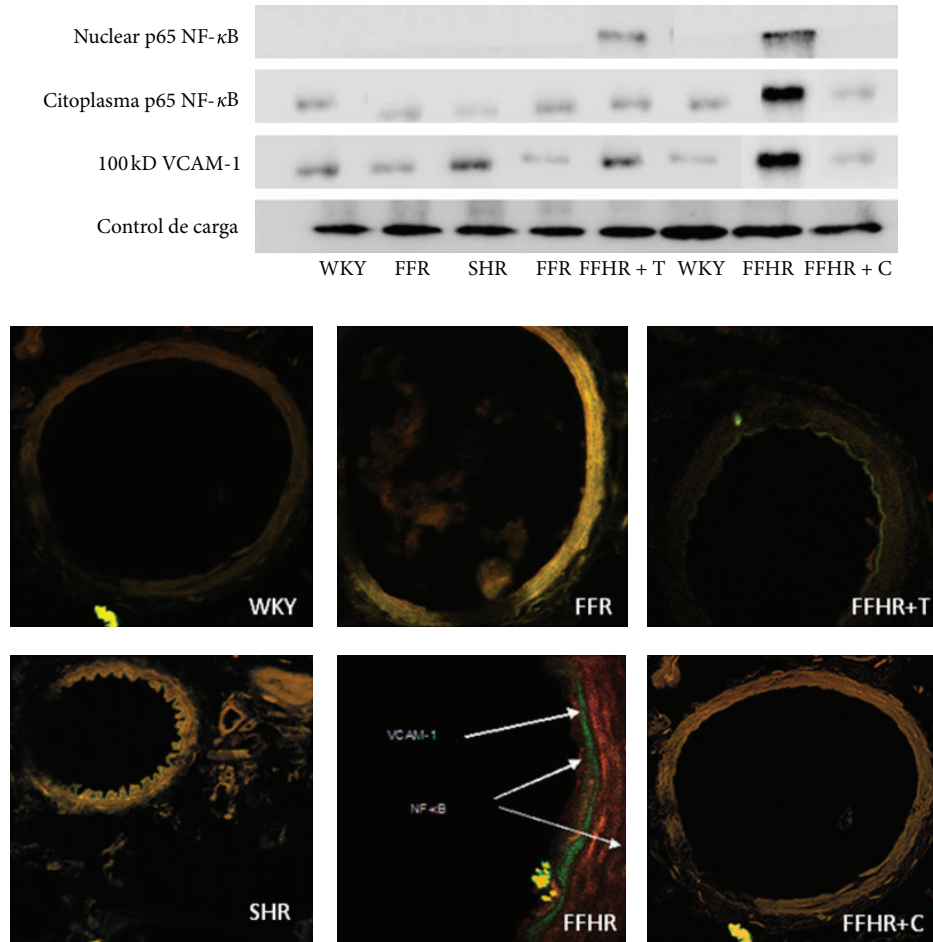 Nuclear p65 NF-κB
Citoplasma p65 NF-κB
100 kD VCAM-1
Control de carga
WKY FFR SHR FFR FFHR + T WKY FFHR FFHR + C
WKY
FFR
FFHR+T
SHR
VCAM-1
NF-κB
FFHR
FFHR+C